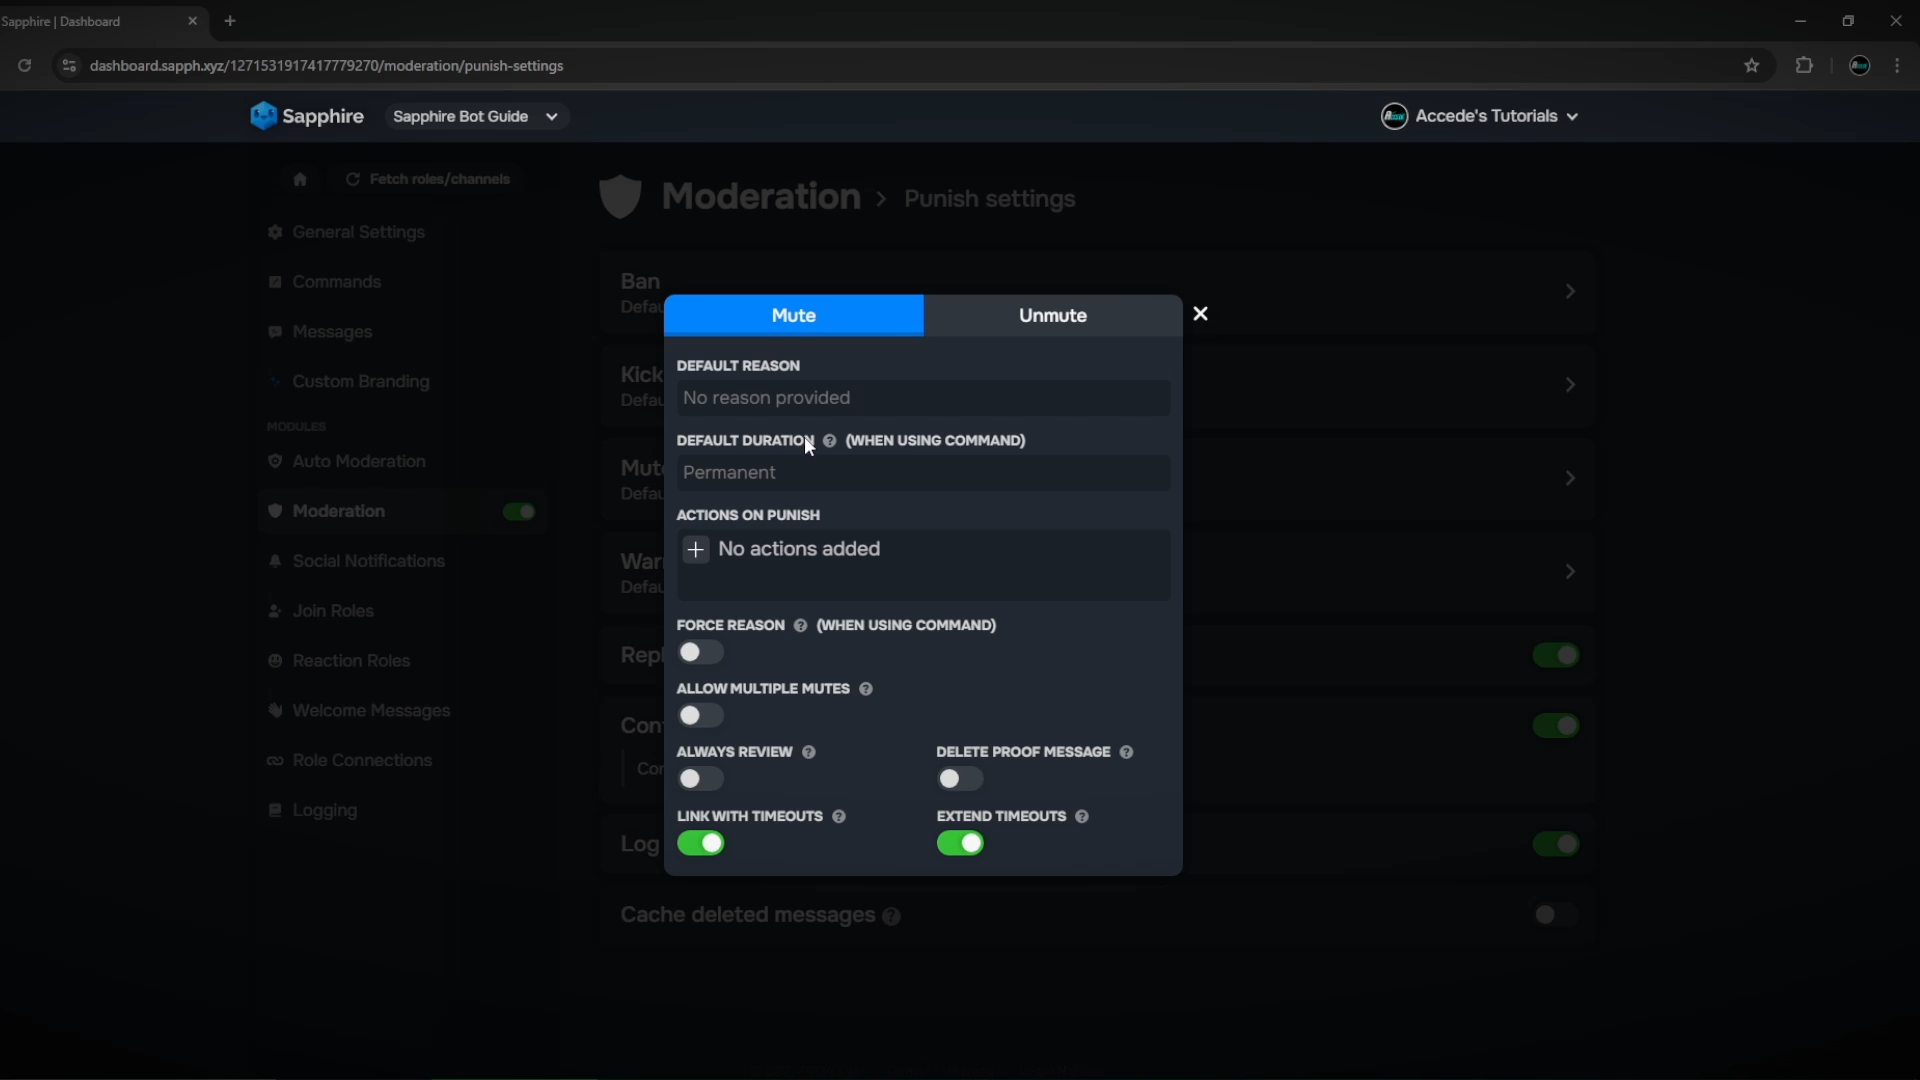 Sapphire | Dashboard
dashboard.sapph.xyz/1271531917417779270/moderation/punish-settings
Sapphire
Sapphire Bot Guide
Accede's Tutorials
Fetch roles/channels
General Settings
Commands
Messages
Custom Branding
MODULES
Auto Moderation
Moderation
Social Notifications
Join Roles
Reaction Roles
Welcome Messages
Role Connections
Logging
Moderation > Punish settings
Ban
Kick
Log
Cache deleted messages
Mute
Unmute
DEFAULT REASON
No reason provided
DEFAULT DURATION (WHEN USING COMMAND)
Permanent
ACTIONS ON PUNISH
No actions added
FORCE REASON (WHEN USING COMMAND)
ALLOW MULTIPLE MUTES
ALWAYS REVIEW
DELETE PROOF MESSAGE
LINK WITH TIMEOUTS
EXTEND TIMEOUTS